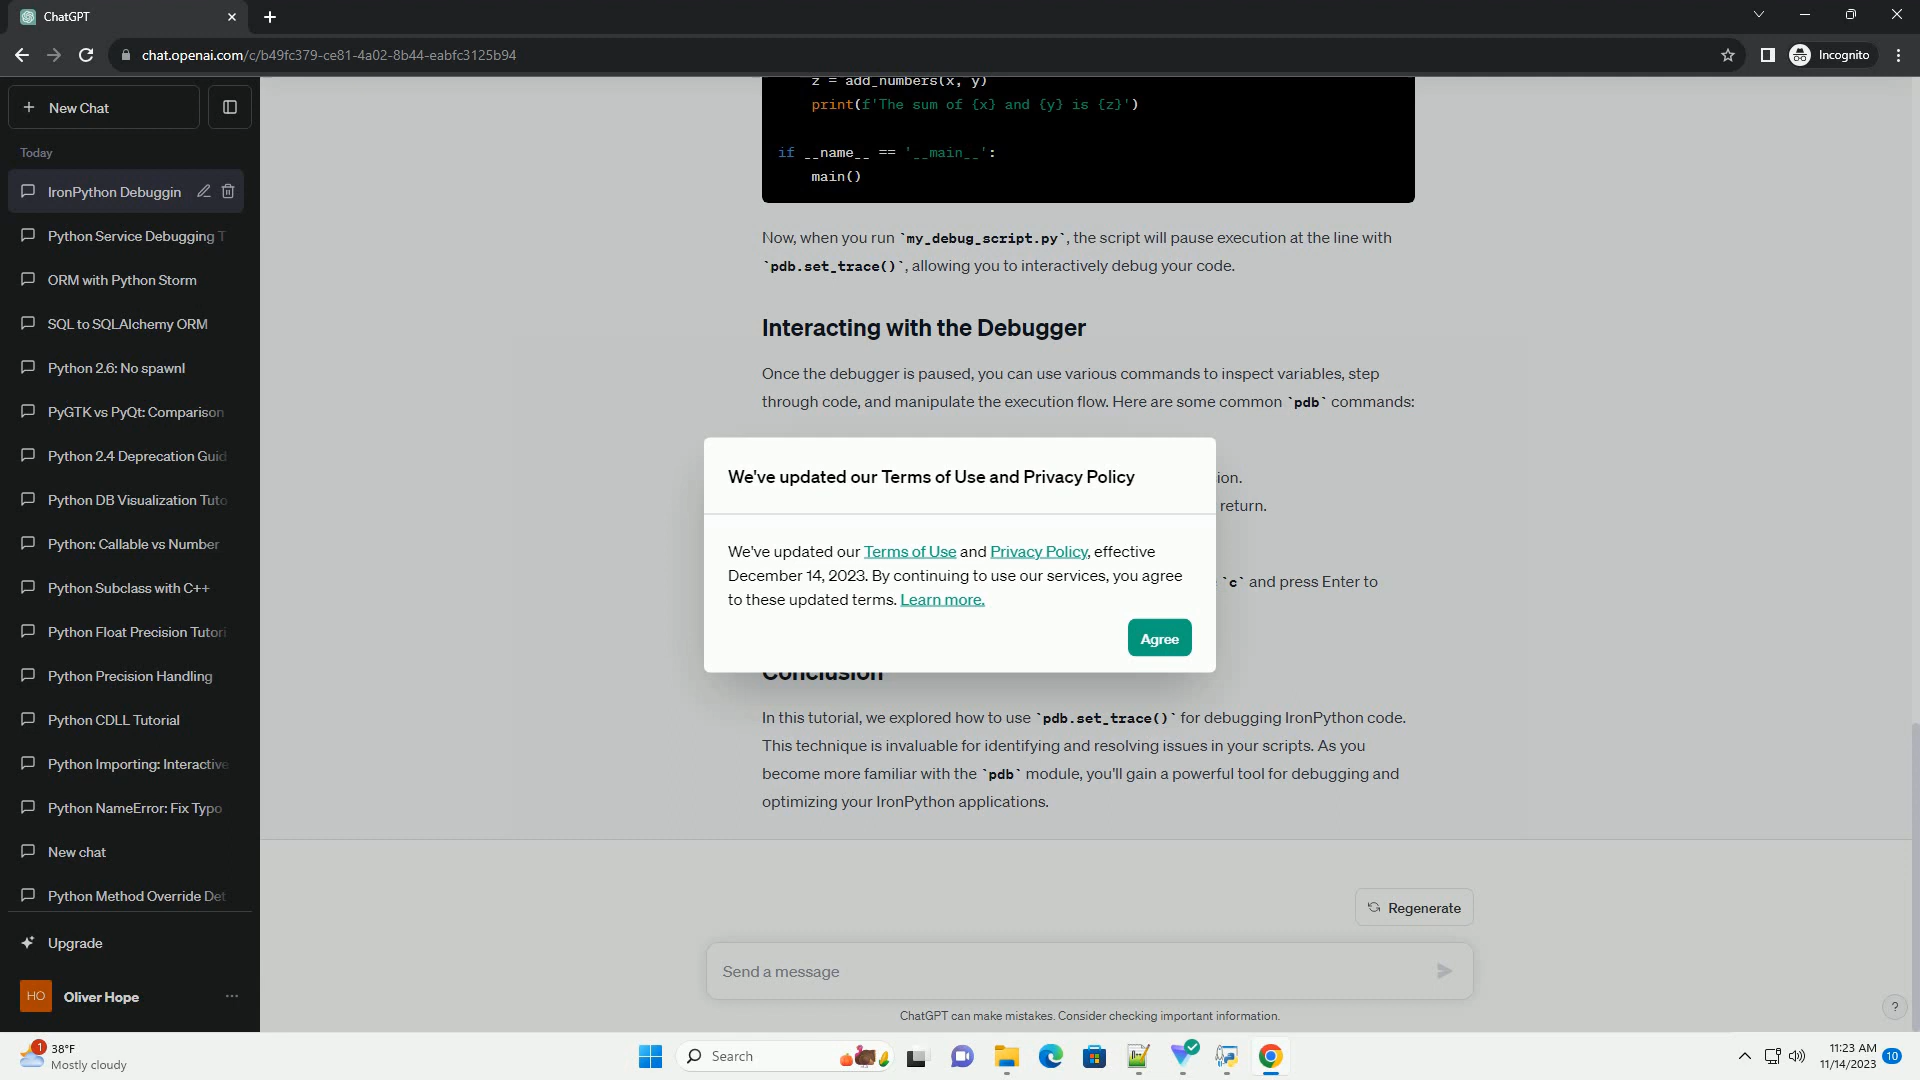 ChatGPT
chat.openai.com/c/b49fc379-ce81-4a02-8b44-eabfc3125b94
Incognito
New Chat
Today
IronPython Debuggin
Python Service Debugging T
ORM with Python Storm
SQL to SQLAlchemy ORM
Python 2.6: No spawnl
PyGTK vs PyQt: Comparison
Python 2.4 Deprecation Guid
Python DB Visualization Tuto
Python: Callable vs Number
Python Subclass with C++
Python Float Precision Tutori
Python Precision Handling
Python CDLL Tutorial
Python Importing: Interactive
Python NameError: Fix Typo
New chat
Python Method Override Det
Upgrade
HO Oliver Hope
z = add_numbers(x, y)
print(f'The sum of {x} and {y} is {z}')
if __name__ == '__main__':
main()
Now, when you run `my_debug_script.py`, the script will pause execution at the line with
`pdb.set_trace()`, allowing you to interactively debug your code.
Interacting with the Debugger
Once the debugger is paused, you can use various commands to inspect variables, step
through code, and manipulate the execution flow. Here are some common `pdb` commands:
ion.
return.
`c` and press Enter to
We've updated our Terms of Use and Privacy Policy
We've updated our Terms of Use and Privacy Policy, effective
December 14, 2023. By continuing to use our services, you agree
to these updated terms. Learn more.
Agree
Conclusion
In this tutorial, we explored how to use `pdb.set_trace()` for debugging IronPython code.
This technique is invaluable for identifying and resolving issues in your scripts. As you
become more familiar with the `pdb` module, you'll gain a powerful tool for debugging and
optimizing your IronPython applications.
Regenerate
Send a message
ChatGPT can make mistakes. Consider checking important information.
?
1
38°F
Mostly cloudy
Search
11:23 AM
11/14/2023
10